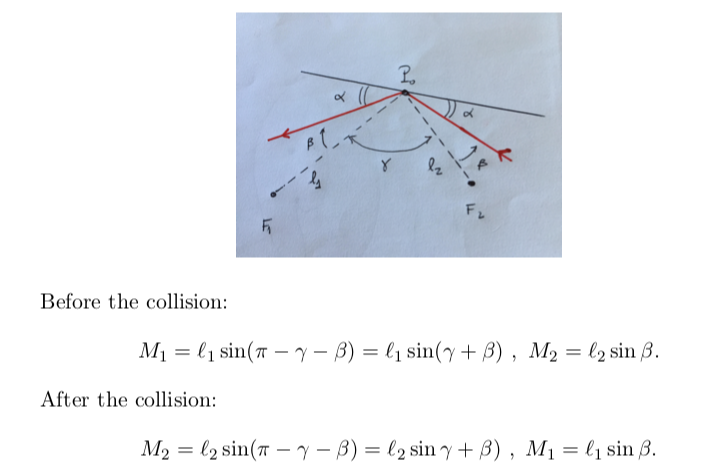 P₀
α
α
β
γ
ℓ₁
ℓ₂
β
F₁
F₂
Before the collision:
M₁ = ℓ₁ sin(π − γ − β) = ℓ₁ sin(γ + β) , M₂ = ℓ₂ sin β.
After the collision:
M₂ = ℓ₂ sin(π − γ − β) = ℓ₂ sin γ + β) , M₁ = ℓ₁ sin β.